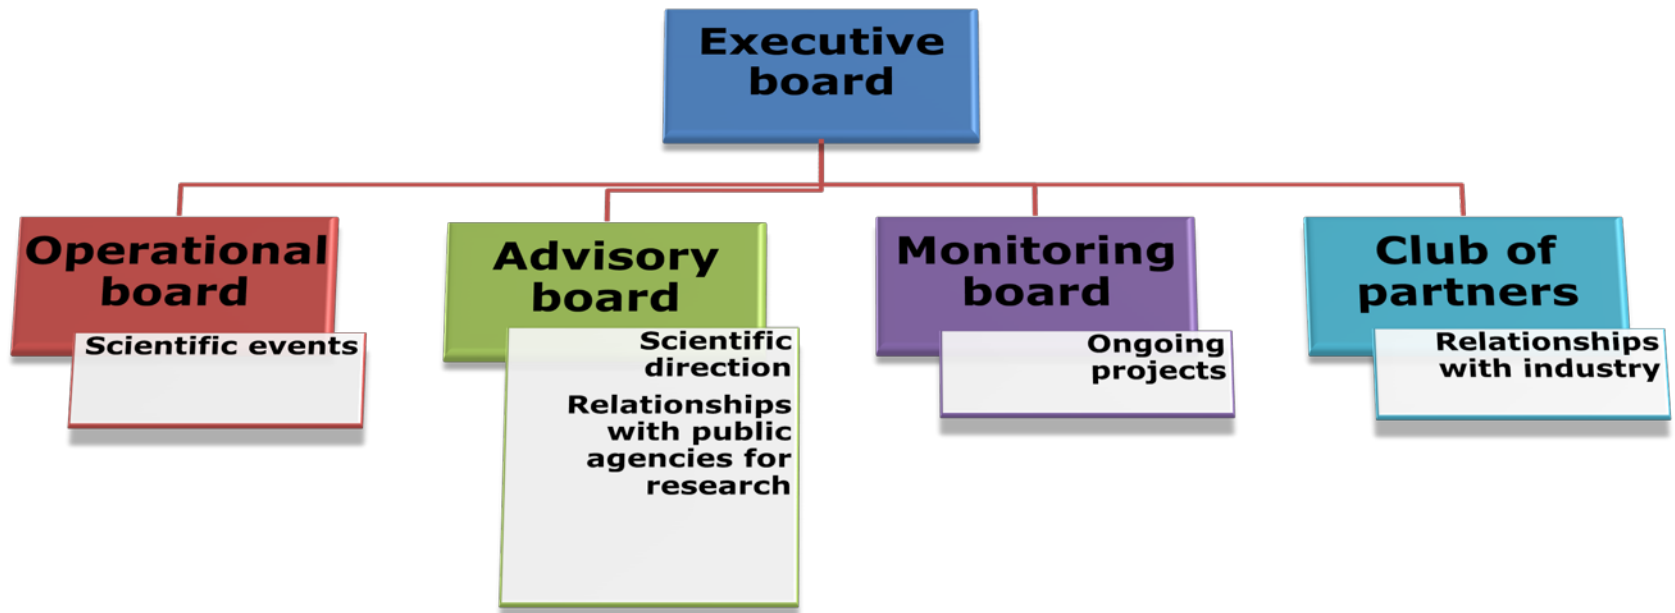 Executive
board
Operational
board
Scientific events
Advisory
board
Scientific
direction
Relationships
with public
agencies for
research
Monitoring
board
Ongoing
projects
Club of
partners
Relationships
with industry